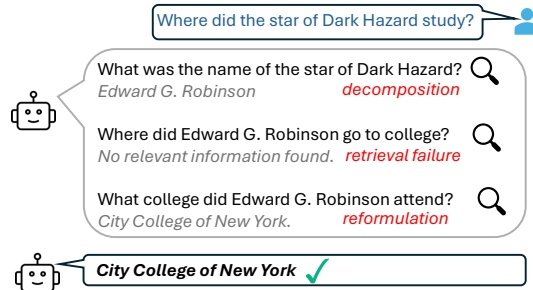 Where did the star of Dark Hazard study?
What was the name of the star of Dark Hazard?
Edward G. Robinson decomposition
Where did Edward G. Robinson go to college?
No relevant information found. retrieval failure
What college did Edward G. Robinson attend?
City College of New York. reformulation
City College of New York